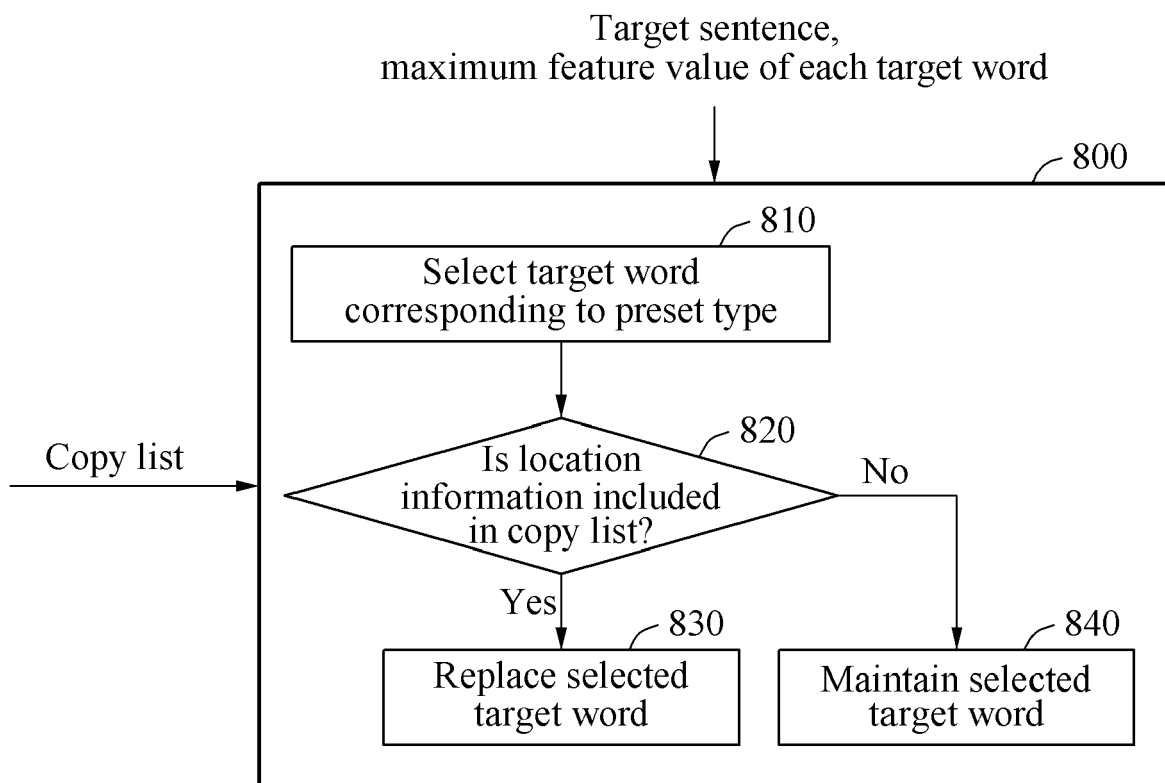 Target sentence,
maximum feature value of each target word
800
810
Select target word
corresponding to preset type
820
Copy list
Is location
information included
in copy list?
No
Yes
830
840
Replace selected
target word
Maintain selected
target word